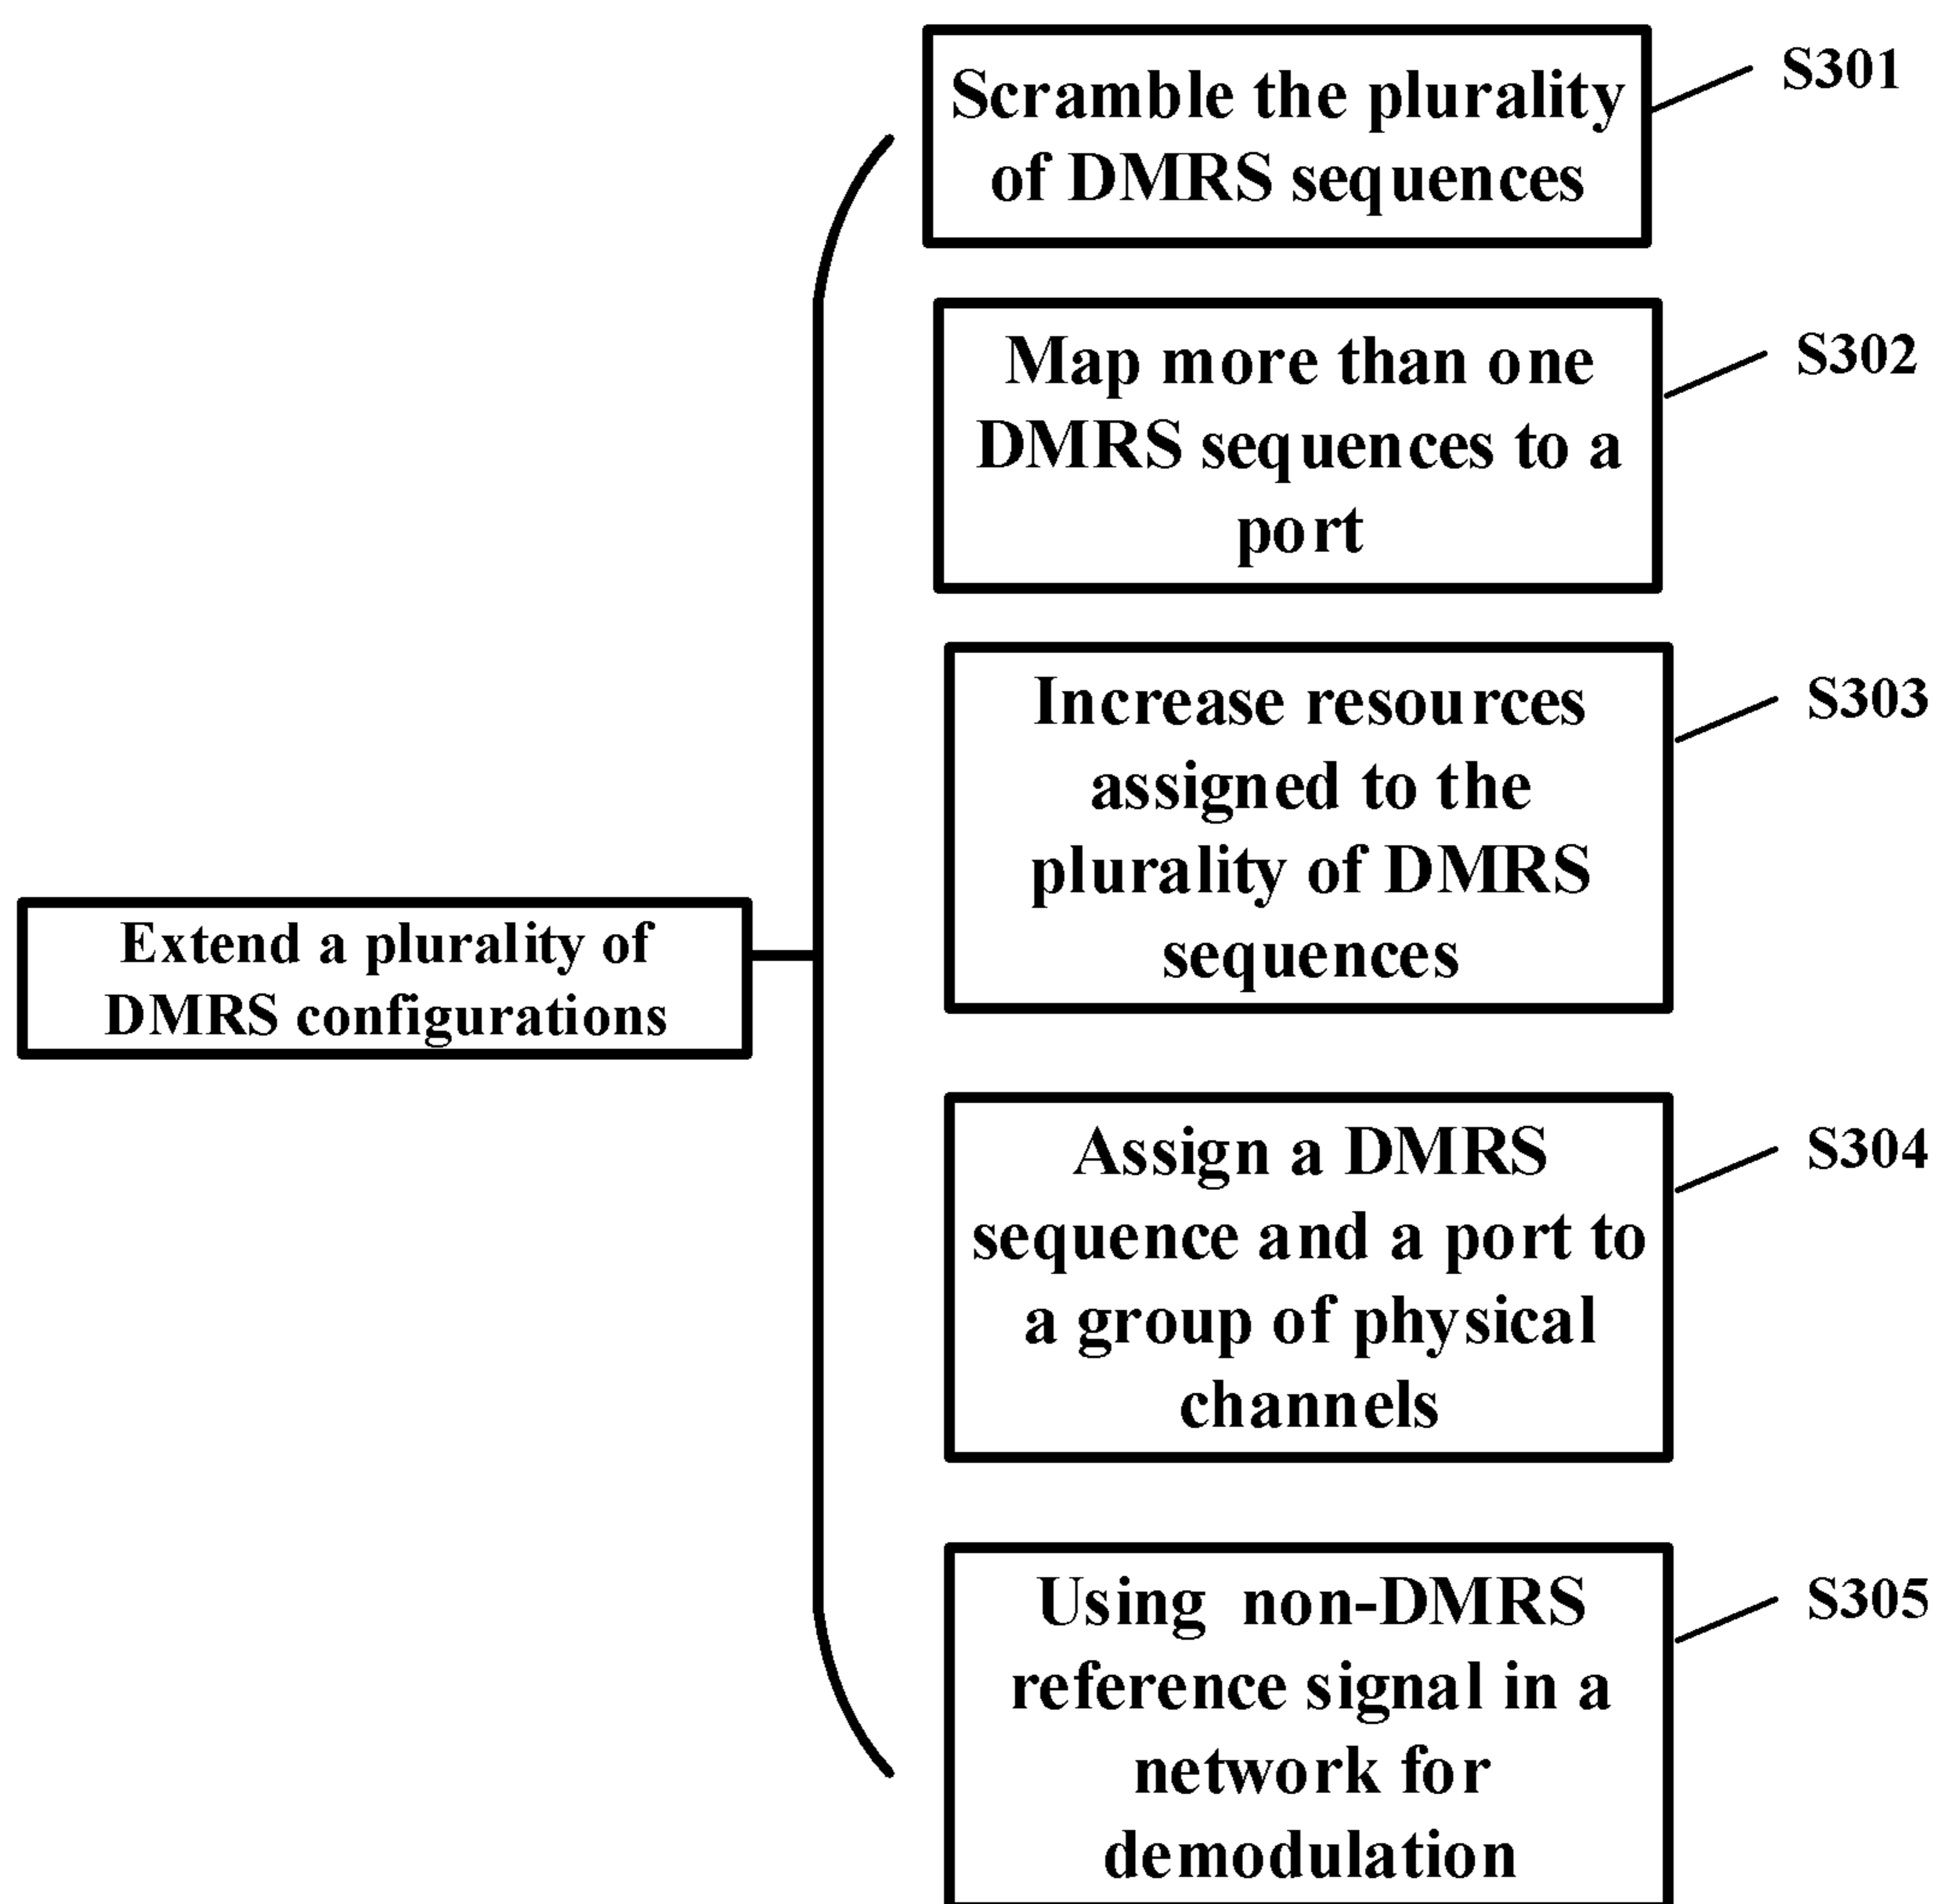 Scramble the plurality
of DMRS sequences
S301
Map more than one
DMRS sequences to a
port
S302
Increase resources
assigned to the
plurality of DMRS
sequences
S303
Extend a plurality of
DMRS configurations
Assign a DMRS
sequence and a port to
a group of physical
channels
S304
Using non-DMRS
reference signal in a
network for
demodulation
S305